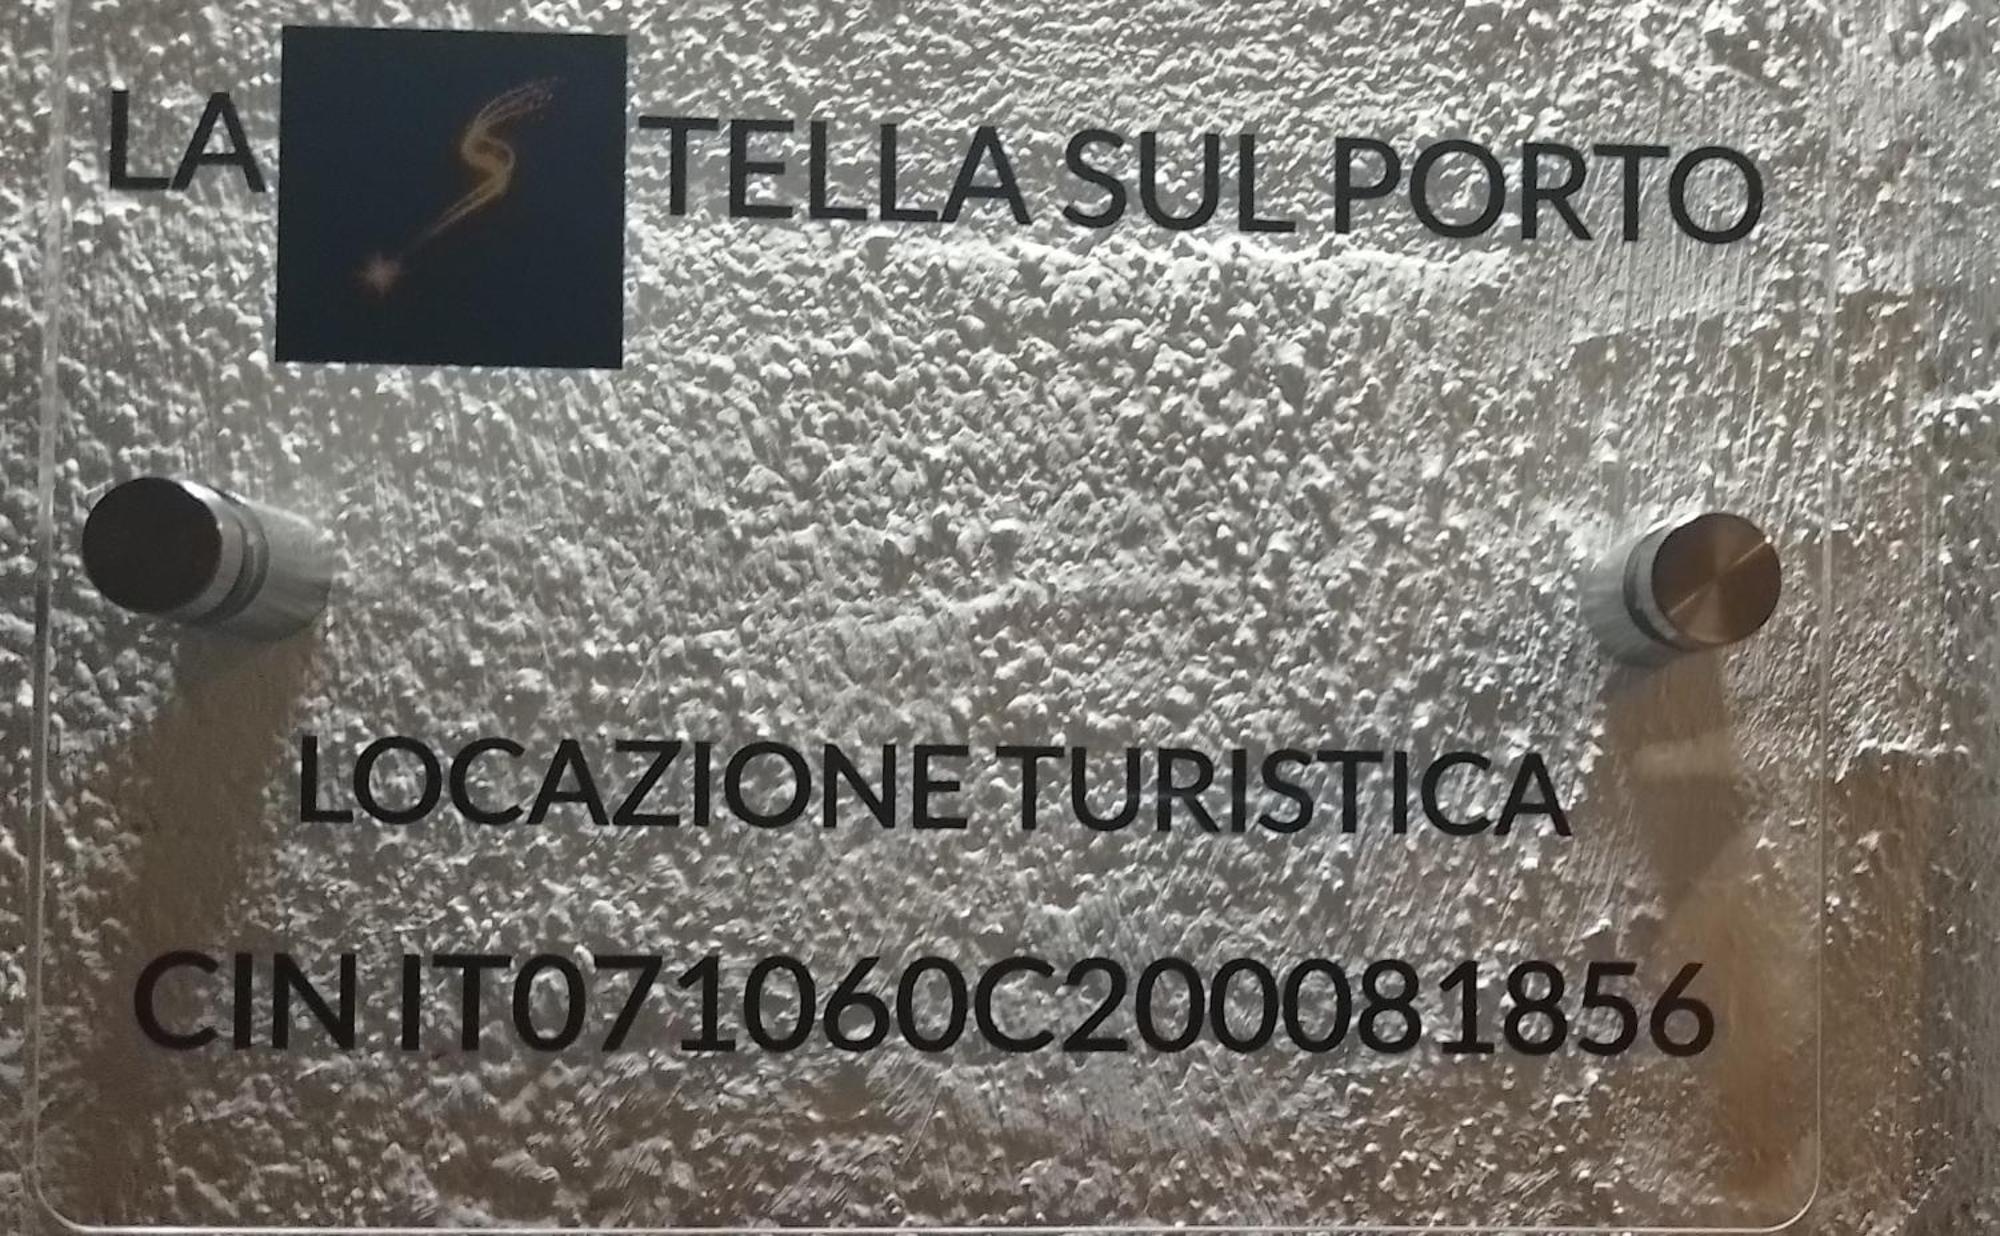 LA STELLA SUL PORTO
LOCAZIONE TURISTICA
CIN IT071060C200081856